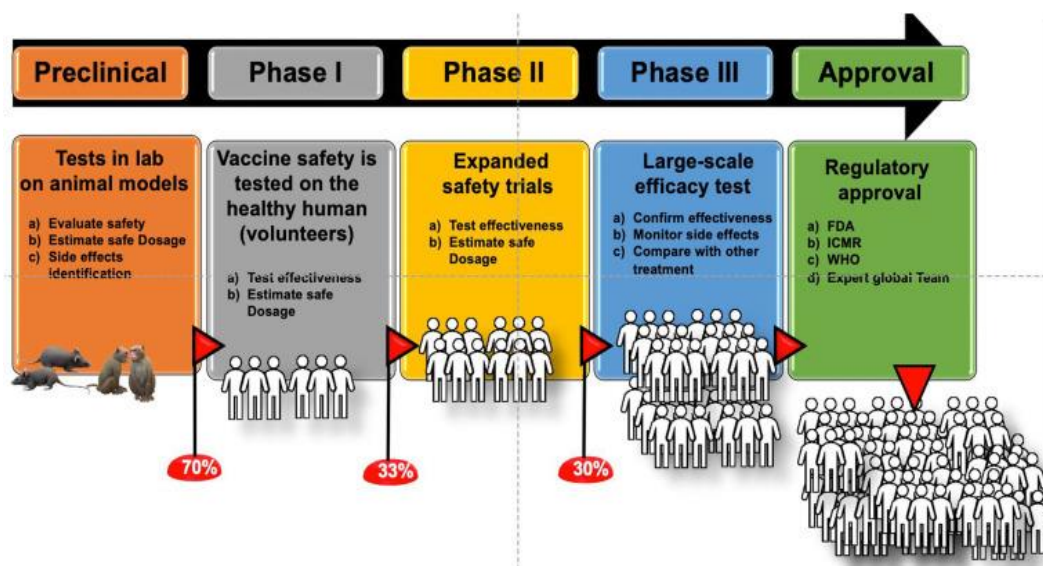 Preclinical
Phase I
Phase II
Phase III
Approval
Tests in lab
on animal models
a) Evaluate safety
b) Estimate safe Dosage
c) Side effects
identification
Vaccine safety is
tested on the
healthy human
(volunteers)
a) Test effectiveness
b) Estimate safe
Dosage
Expanded
safety trials
a) Test effectiveness
b) Estimate safe
Dosage
Large-scale
efficacy test
a) Confirm effectiveness
b) Monitor side effects
c) Compare with other
treatment
Regulatory
approval
a) FDA
b) ICMR
c) WHO
d) Expert global Team
70%
33%
30%